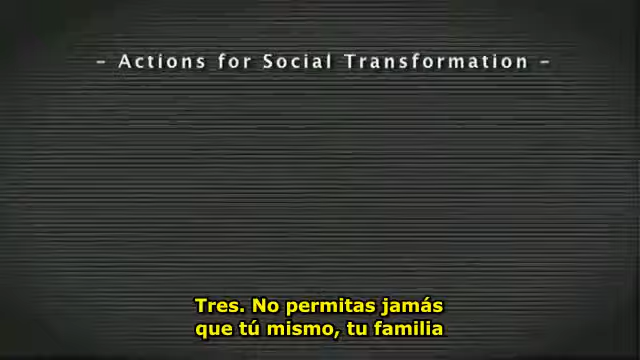 - Actions for Social Transformation -
Tres. No permitas jamás
que tú mismo, tu familia